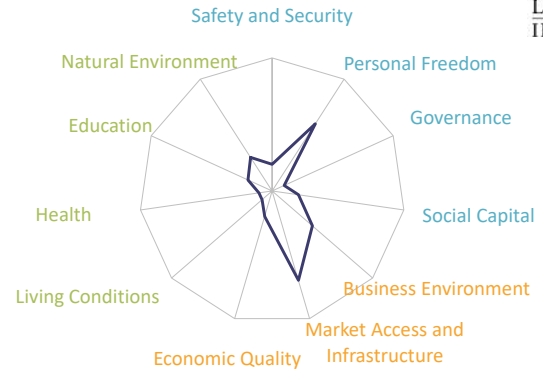 Safety and Security
Natural Environment
Personal Freedom
Education
Governance
Health
Social Capital
Living Conditions
Business Environment
Economic Quality
Market Access and
Infrastructure